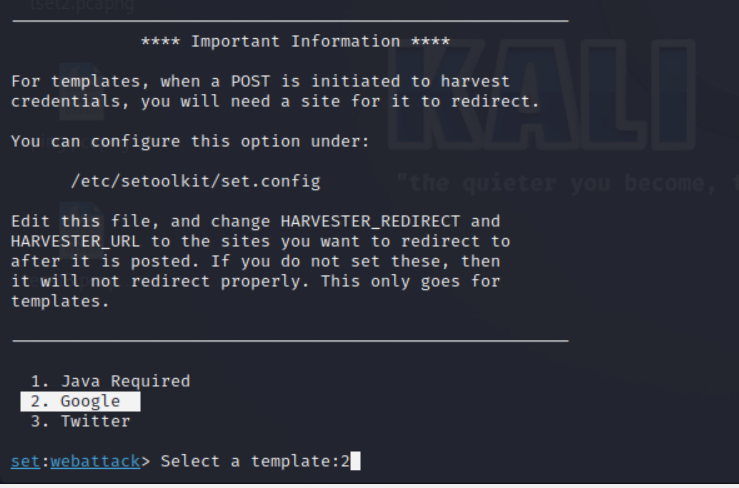 tset2.pcapng
**** Important Information ****
KALI
For templates, when a POST is initiated to harvest
credentials, you will need a site for it to redirect.
You can configure this option under:
/etc/setoolkit/set.config
"the quieter you become, t
Edit this file, and change HARVESTER_REDIRECT and
HARVESTER_URL to the sites you want to redirect to
after it is posted. If you do not set these, then
it will not redirect properly. This only goes for
templates.
1. Java Required
2. Google
3. Twitter
set:webattack> Select a template:2